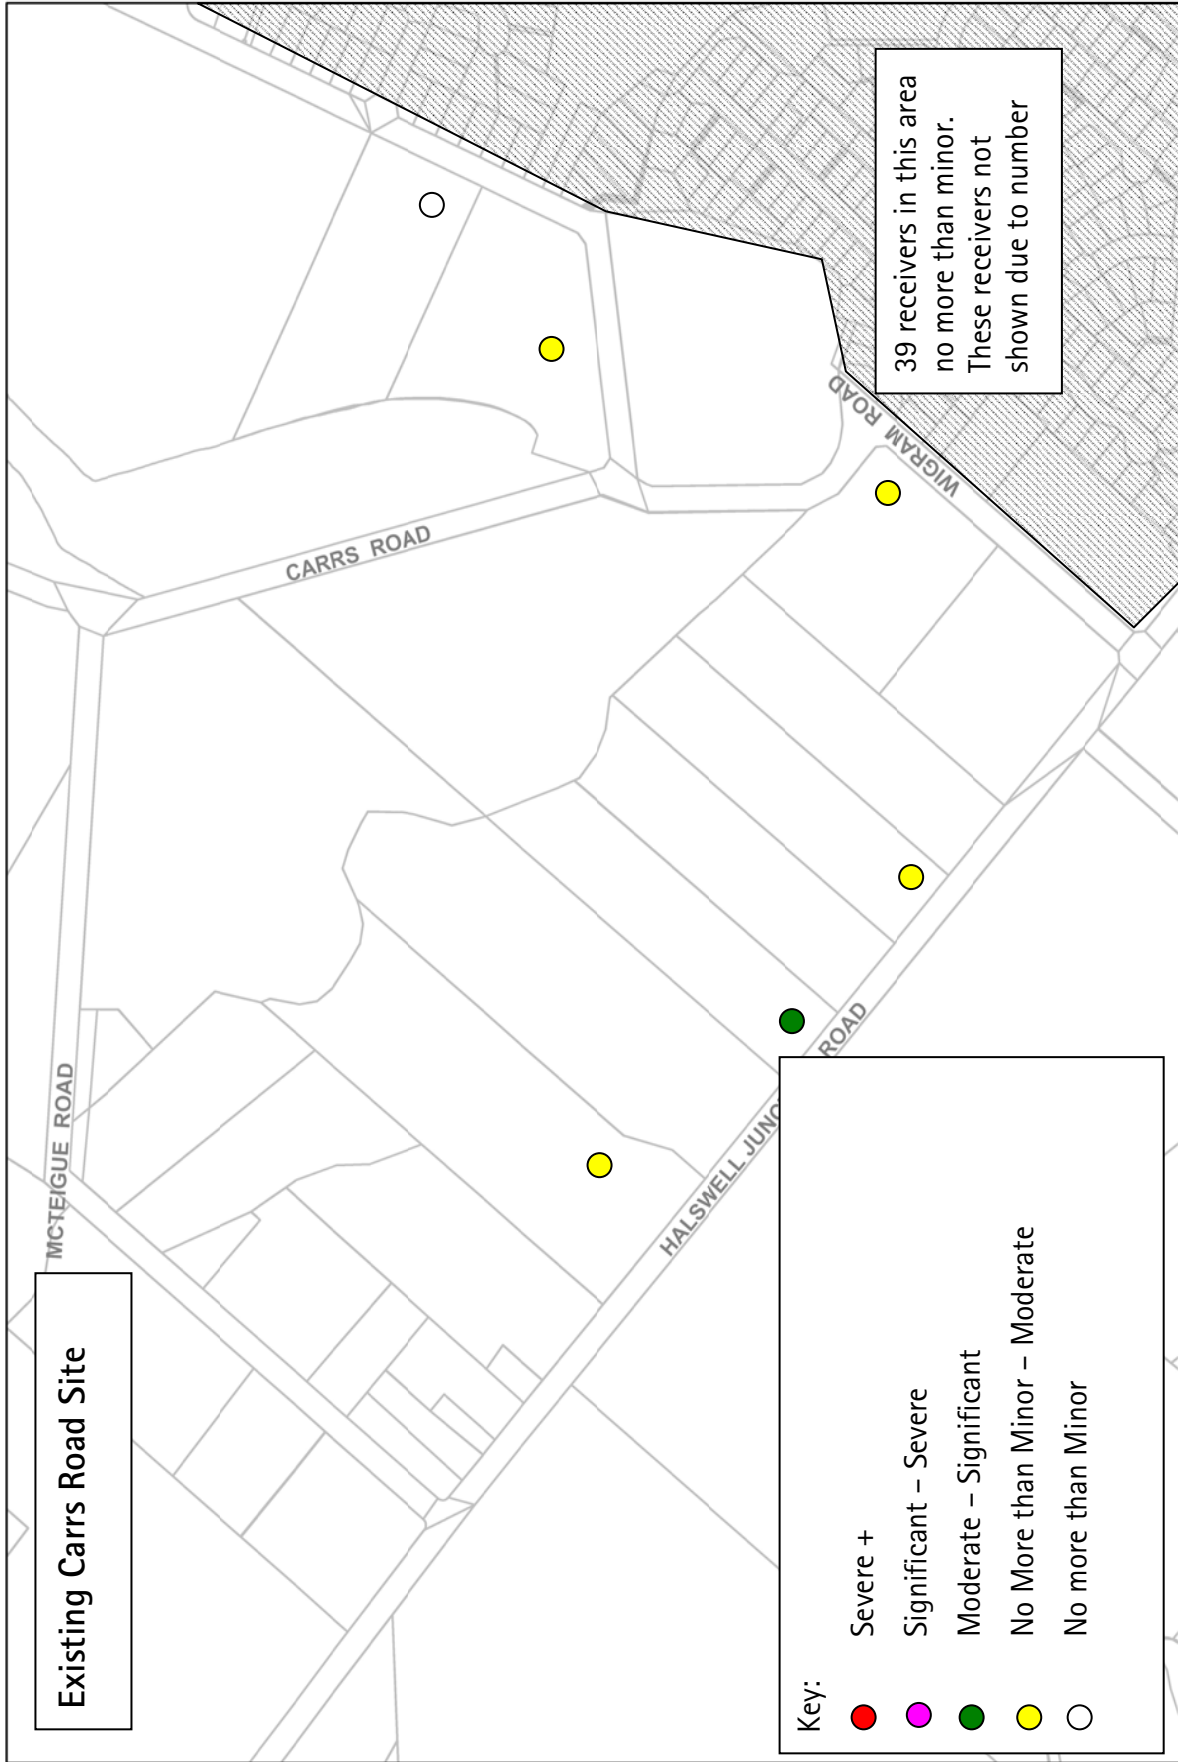 Existing Carrs Road Site
MCTEIGUE ROAD
CARRS ROAD
WIGRAM ROAD
HALSWELL JUNC
ROAD
39 receivers in this area
no more than minor.
These receivers not
shown due to number
Key:
Severe +
Significant – Severe
Moderate – Significant
No More than Minor – Moderate
No more than Minor